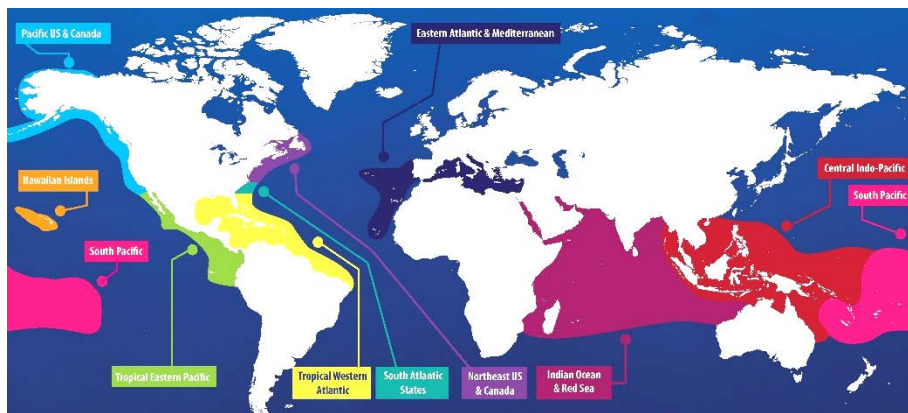 Pacific US & Canada
Eastern Atlantic & Mediterranean
Hawaiian Islands
Central Indo-Pacific
South Pacific
South Pacific
Tropical Eastern Pacific
Tropical Western
Atlantic
South Atlantic
States
Northeast US
& Canada
Indian Ocean
& Red Sea